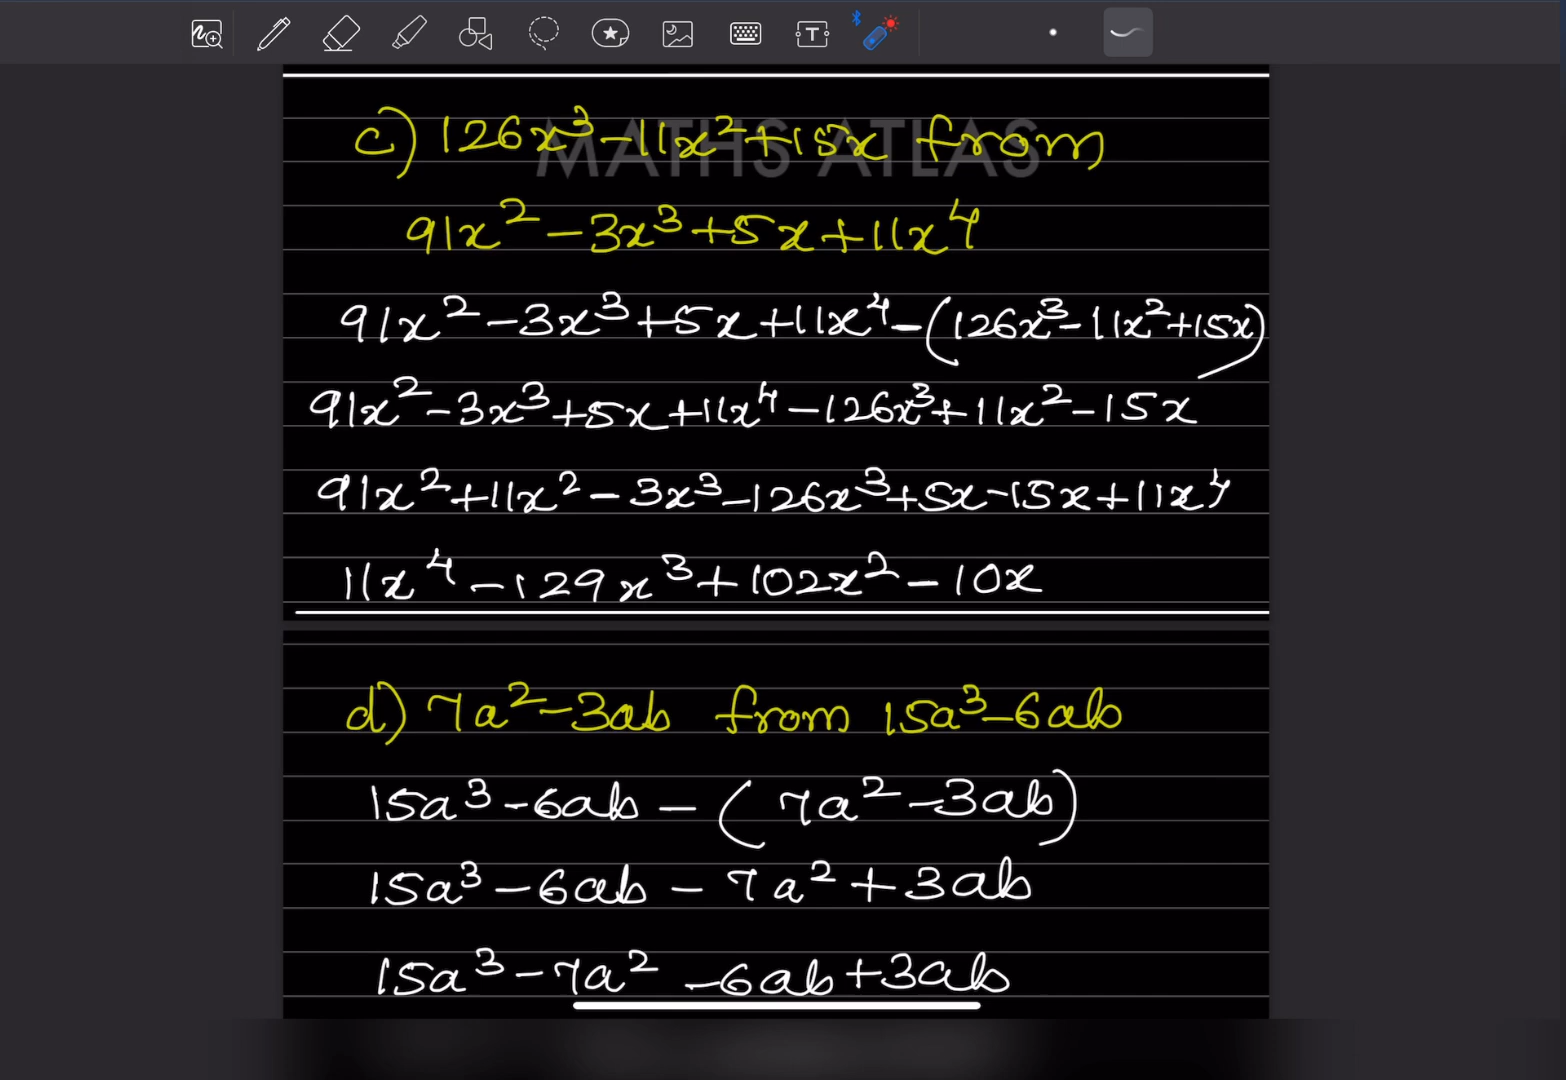 c) 126x³ - 11x² + 15x from
MATHS ATLAS
91x² - 3x³ + 5x + 11x⁴
91x² - 3x³ + 5x + 11x⁴ - (126x³ - 11x² + 15x)
91x² - 3x³ + 5x + 11x⁴ - 126x³ + 11x² - 15x
91x² + 11x² - 3x³ - 126x³ + 5x - 15x + 11x⁴
11x⁴ - 129x³ + 102x² - 10x
d) 7a² - 3ab from 15a³ - 6ab
15a³ - 6ab - (7a² - 3ab)
15a³ - 6ab - 7a² + 3ab
15a³ - 7a² - 6ab + 3ab